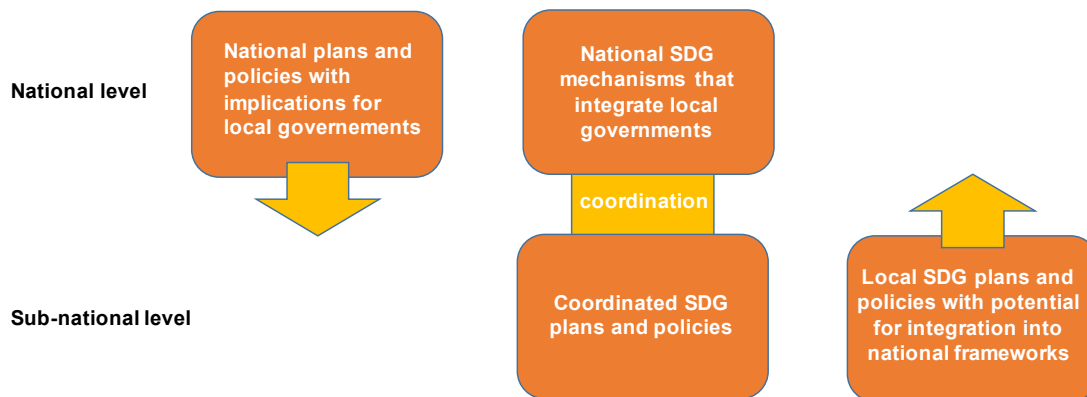 National level
National plans and
policies with
implications for
local governements
National SDG
mechanisms that
integrate local
governments
coordination
Sub-national level
Coordinated SDG
plans and policies
Local SDG plans and
policies with potential
for integration into
national frameworks